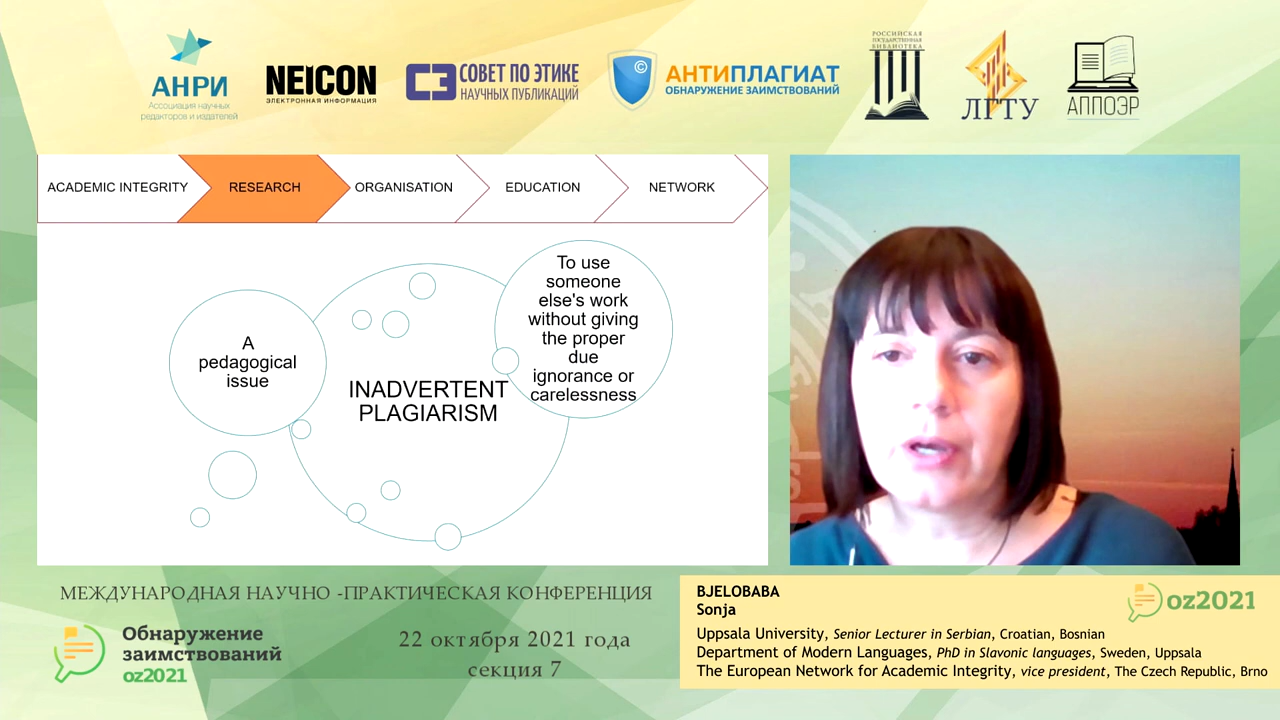 АНРИ
Ассоциация научных
редакторов и издателей
NEICON
ЭЛЕКТРОННАЯ ИНФОРМАЦИЯ
СЭ
СОВЕТ ПО ЭТИКЕ
НАУЧНЫХ ПУБЛИКАЦИЙ
©
АНТИПЛАГИАТ
ОБНАРУЖЕНИЕ ЗАИМСТВОВАНИЙ
РОССИЙСКАЯ
ГОСУДАРСТВЕННАЯ
БИБЛИОТЕКА
ЛГТУ
АППОЭР
ACADEMIC INTEGRITY
RESEARCH
ORGANISATION
EDUCATION
NETWORK
A
pedagogical
issue
INADVERTENT
PLAGIARISM
To use
someone
else's work
without giving
the proper
due
ignorance or
carelessness
МЕЖДУНАРОДНАЯ НАУЧНО -ПРАКТИЧЕСКАЯ КОНФЕРЕНЦИЯ
Обнаружение
заимствований
oz2021
22 октября 2021 года
секция 7
BJELOBABA
Sonja
oz2021
Uppsala University, Senior Lecturer in Serbian, Croatian, Bosnian
Department of Modern Languages, PhD in Slavonic languages, Sweden, Uppsala
The European Network for Academic Integrity, vice president, The Czech Republic, Brno